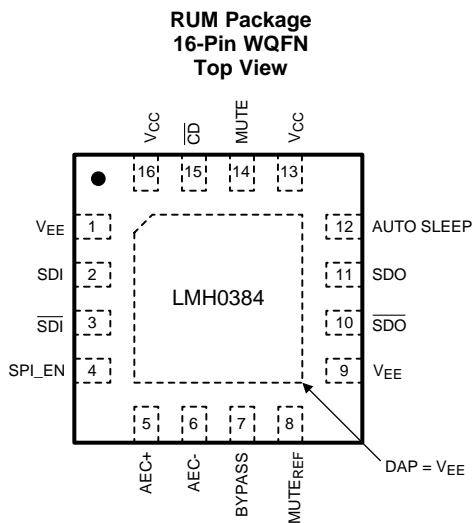 RUM Package
16-Pin WQFN
Top View
VCC
CD
MUTE
VCC
16
15
14
13
VEE
1
12
AUTO SLEEP
SDI
2
11
SDO
LMH0384
SDI
3
10
SDO
SPI_EN
4
9
VEE
5
6
7
8
AEC+
AEC-
BYPASS
MUTEREF
DAP = VEE